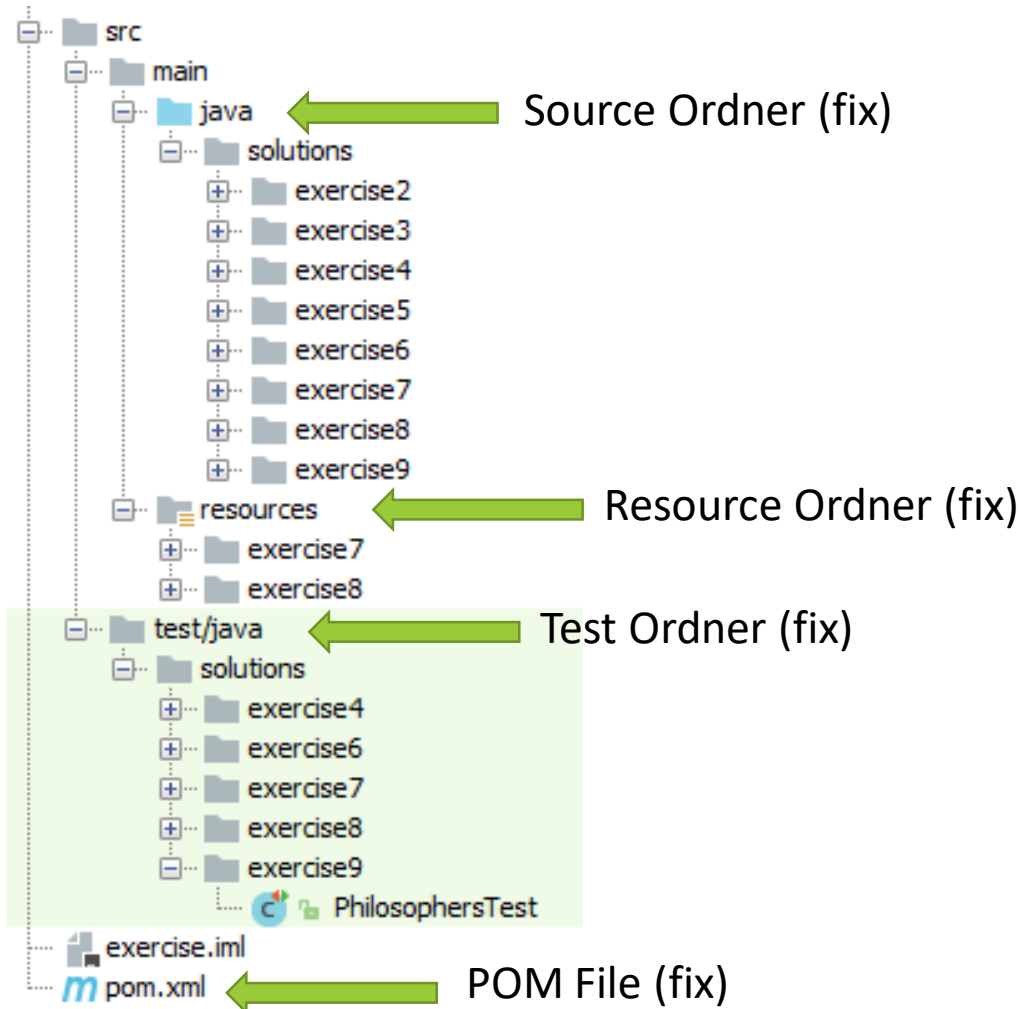 src
main
java Source Ordner (fix)
solutions
exercise2
exercise3
exercise4
exercise5
exercise6
exercise7
exercise8
exercise9
resources Resource Ordner (fix)
exercise7
exercise8
test/java Test Ordner (fix)
solutions
exercise4
exercise6
exercise7
exercise8
exercise9
C PhilosophersTest
exercise.iml
m pom.xml POM File (fix)